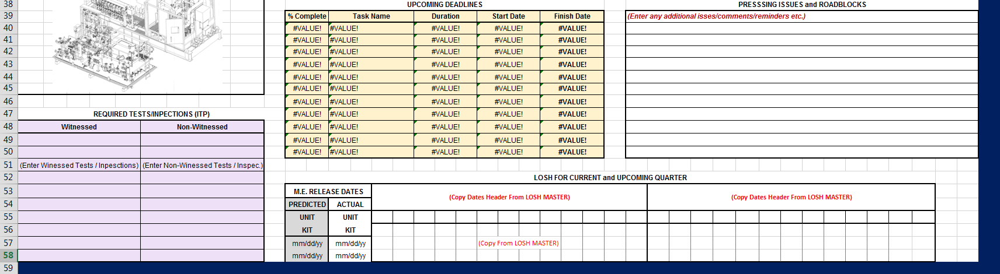 38 UPCOMING DEADLINES PRESSSING ISSUES and ROADBLOCKS
39 % Complete Task Name Duration Start Date Finish Date (Enter any additional isses/comments/reminders etc.)
40 #VALUE! #VALUE! #VALUE! #VALUE! #VALUE!
41 #VALUE! #VALUE! #VALUE! #VALUE! #VALUE!
42 #VALUE! #VALUE! #VALUE! #VALUE! #VALUE!
43 #VALUE! #VALUE! #VALUE! #VALUE! #VALUE!
44 #VALUE! #VALUE! #VALUE! #VALUE! #VALUE!
45 #VALUE! #VALUE! #VALUE! #VALUE! #VALUE!
46 #VALUE! #VALUE! #VALUE! #VALUE! #VALUE!
47 REQUIRED TESTS/INPECTIONS (ITP) #VALUE! #VALUE! #VALUE! #VALUE! #VALUE!
48 Witnessed Non-Witnessed #VALUE! #VALUE! #VALUE! #VALUE! #VALUE!
49 #VALUE! #VALUE! #VALUE! #VALUE! #VALUE!
50 #VALUE! #VALUE! #VALUE! #VALUE! #VALUE!
51 (Enter Winessed Tests / Inpesctions) (Enter Non-Winessed Tests / Inspec.)
52 LOSH FOR CURRENT and UPCOMING QUARTER
53 M.E. RELEASE DATES
(Copy Dates Header From LOSH MASTER) (Copy Dates Header From LOSH MASTER)
54 PREDICTED ACTUAL
55 UNIT UNIT
56 KIT KIT
57 mm/dd/yy mm/dd/yy (Copy From LOSH MASTER)
58 mm/dd/yy mm/dd/yy
59